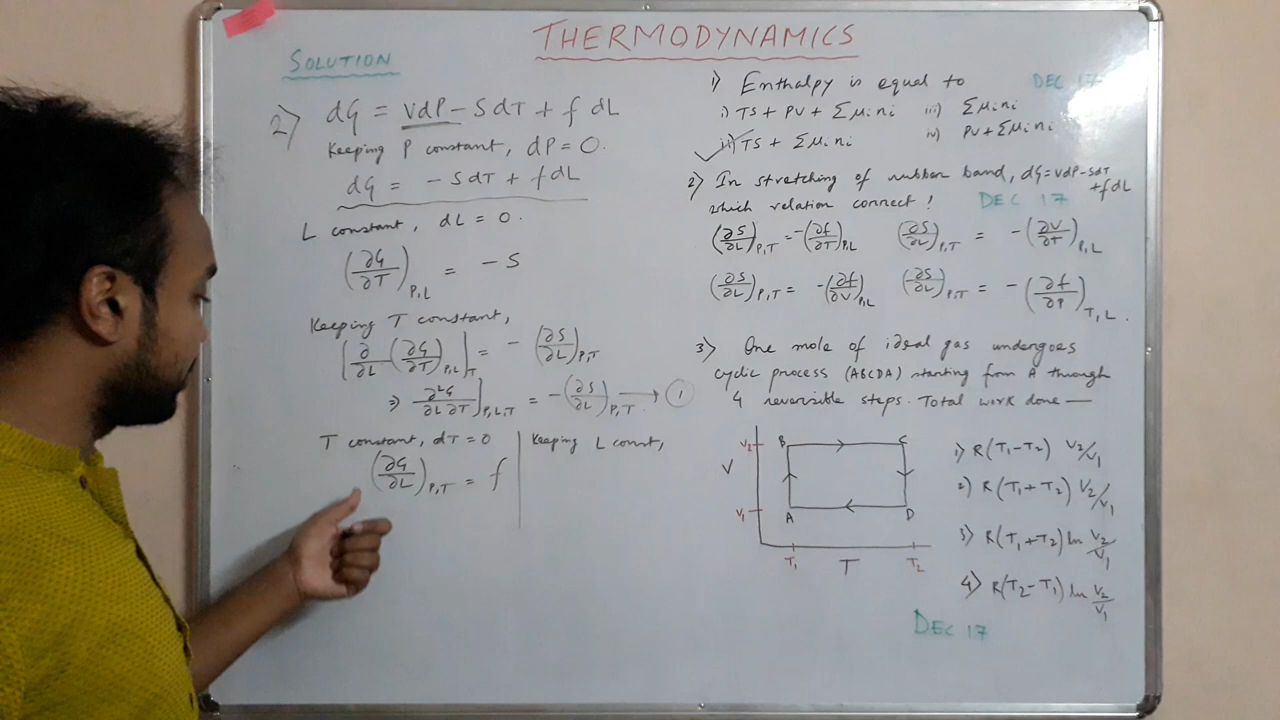 THERMODYNAMICS
SOLUTION
2) dG = VdP - SdT + f dL
Keeping P constant, dP = 0.
dG = - SdT + fdL
L constant, dL = 0.
(∂G/∂T)P,L = - S
Keeping T constant,
[∂/∂L (∂G/∂T)P,L]T = - (∂S/∂L)P,T
⇒ ∂²G/∂L∂T]P,L,T = -(∂S/∂L)P,T. → ①
T constant, dT = 0
(∂G/∂L)P,T = f
Keeping L const,
1) Enthalpy is equal to DEC 17
i) TS + PV + Σμini iii) Σμini
ii) TS + Σμini iv) PV + Σμini
2) In stretching of rubber band, dG = VdP - SdT + fdL
which relation connect! DEC 17
(∂S/∂L)P,T = -(∂f/∂T)P,L (∂S/∂L)P,T = -(∂V/∂T)P,L
(∂S/∂L)P,T = -(∂f/∂V)P,L (∂S/∂L)P,T = -(∂f/∂P)T,L.
3) One mole of ideal gas undergoes
cyclic process (ABCDA) starting from A through
4 reversible steps. Total work done —
V2 B C
V
V1 A D
T1 T T2
1) R(T1-T2) V2/V1
2) R(T1+T2) V2/V1
3) R(T1+T2) ln V2/V1
4) R(T2-T1) ln V2/V1
DEC 17